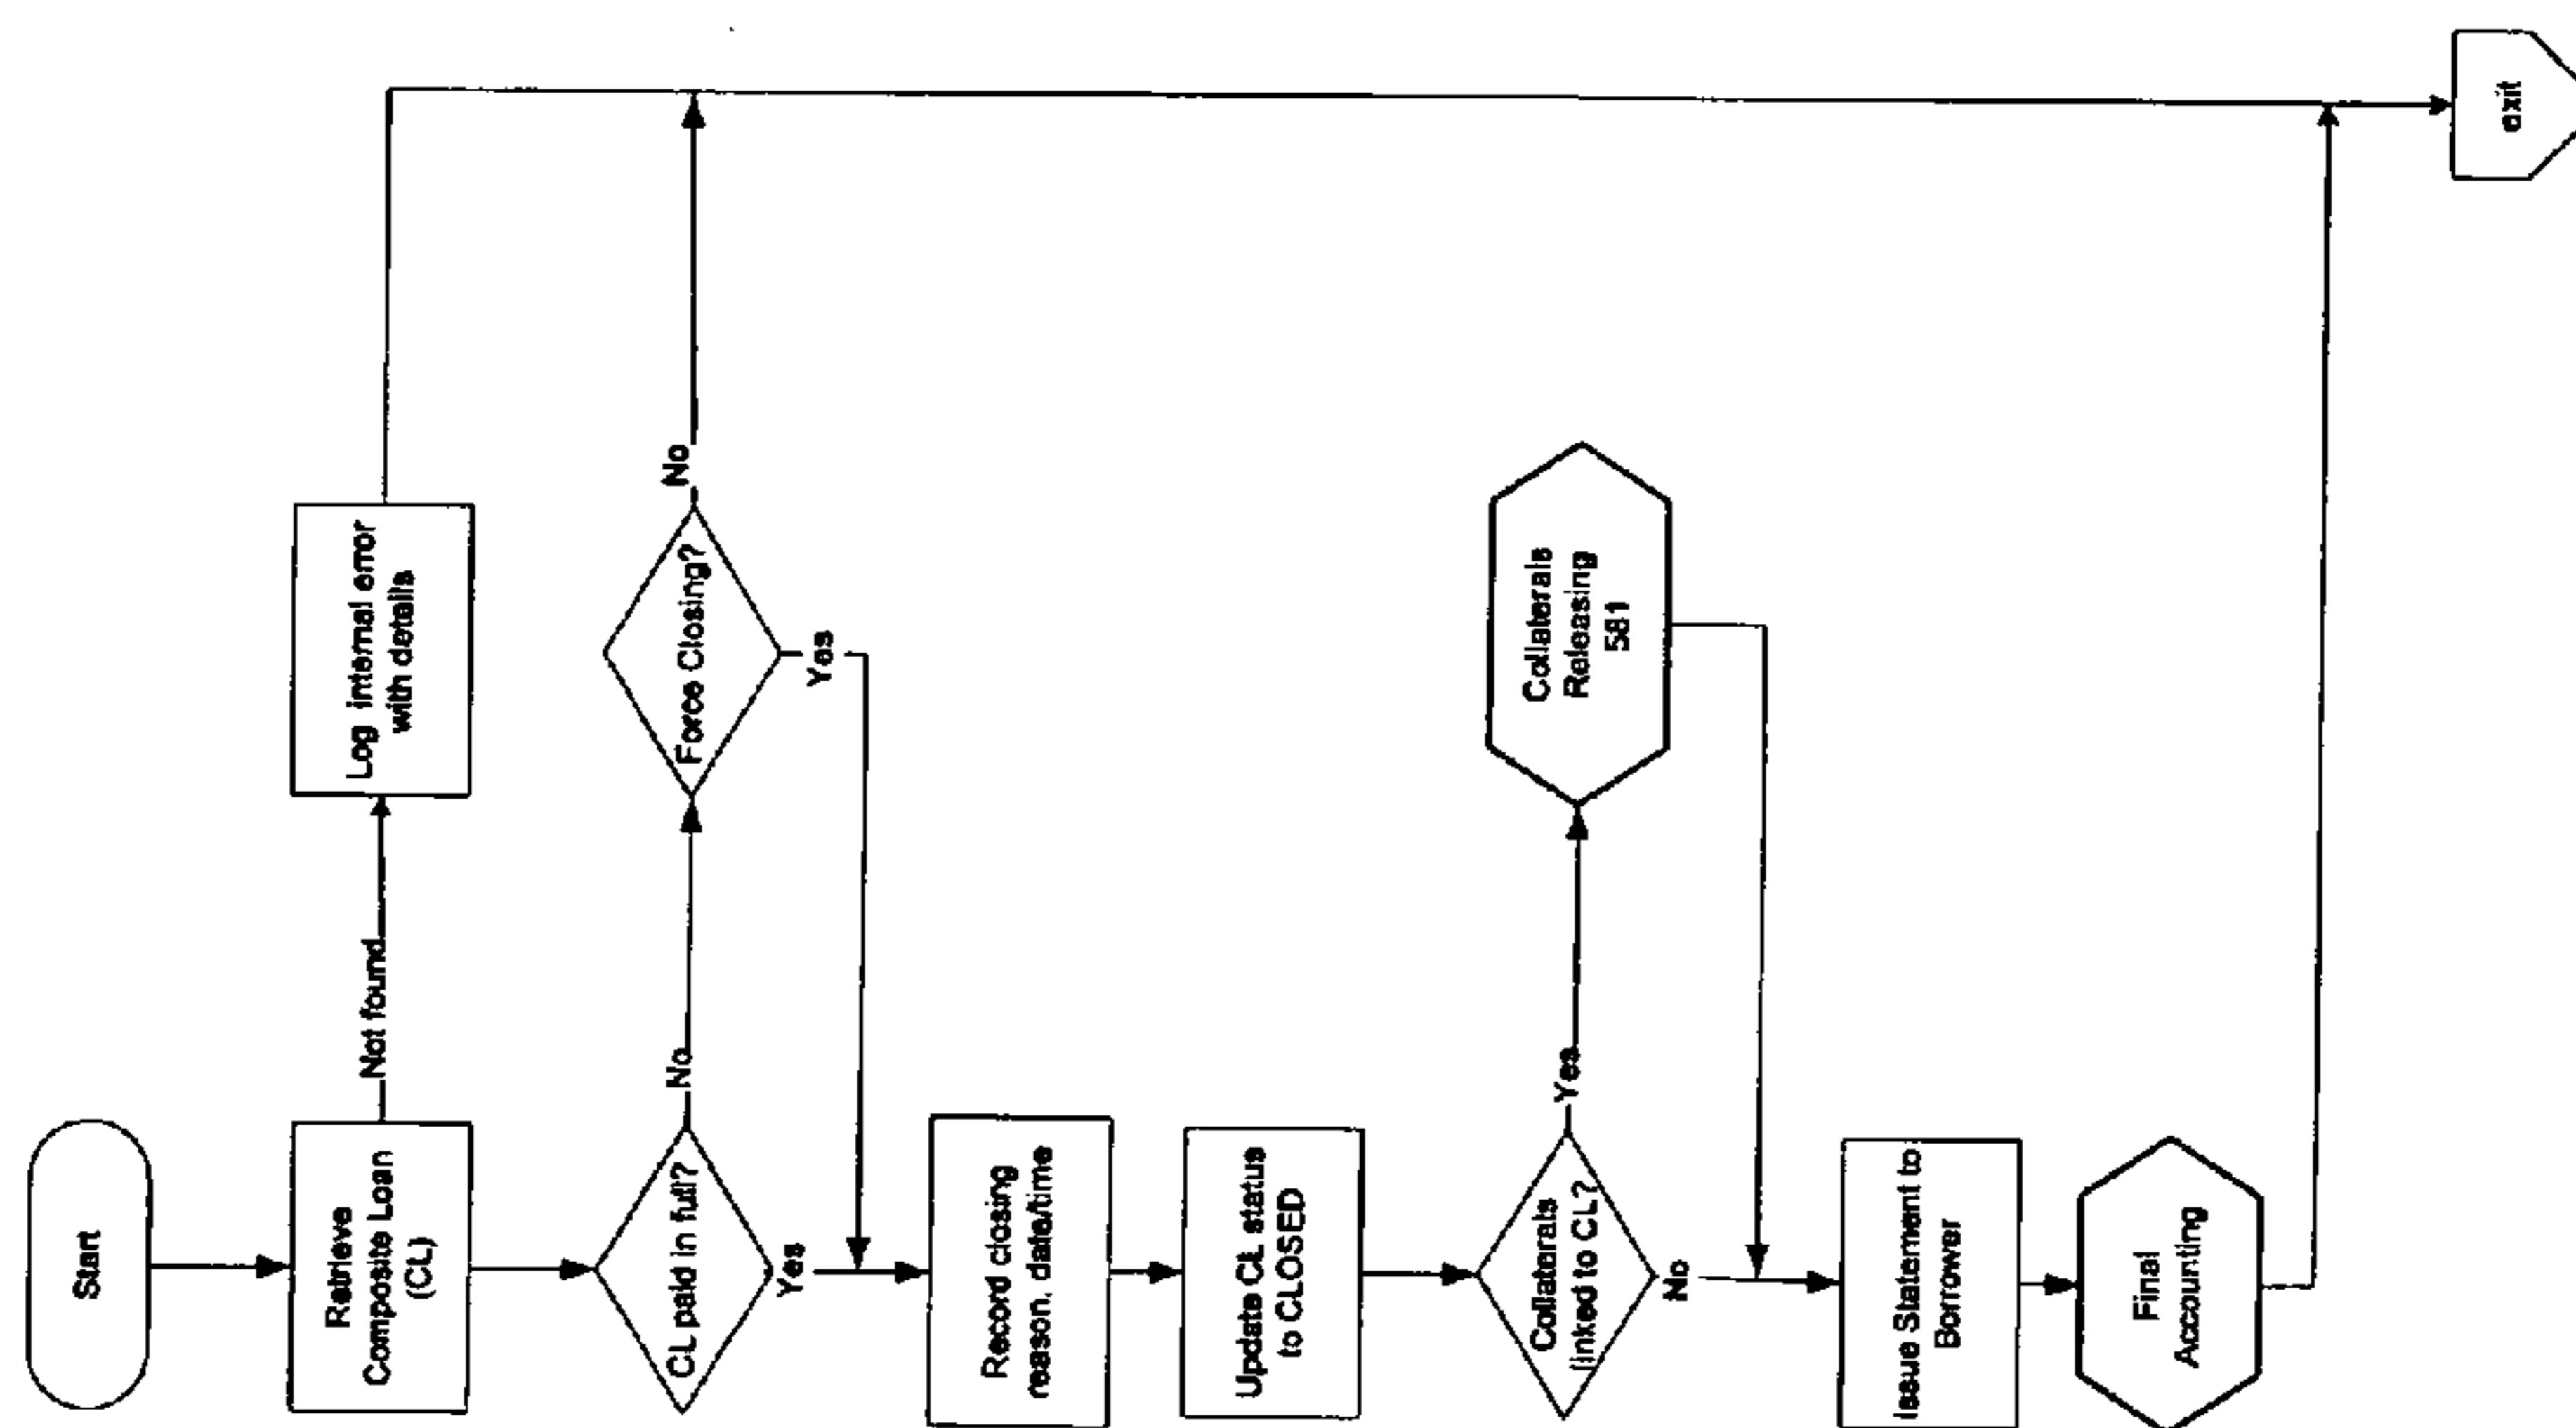 Start
Retrieve
Composite Loan
(CL)
Not found
Log internal error
with details
CL paid in full?
No
Force Closing?
No
Yes
Yes
Record closing
reason, date/time
Update CL status
to CLOSED
Collaterals
linked to CL?
Yes
Collaterals
Releasing
581
No
Issue Statement to
Borrower
Final
Accounting
exit